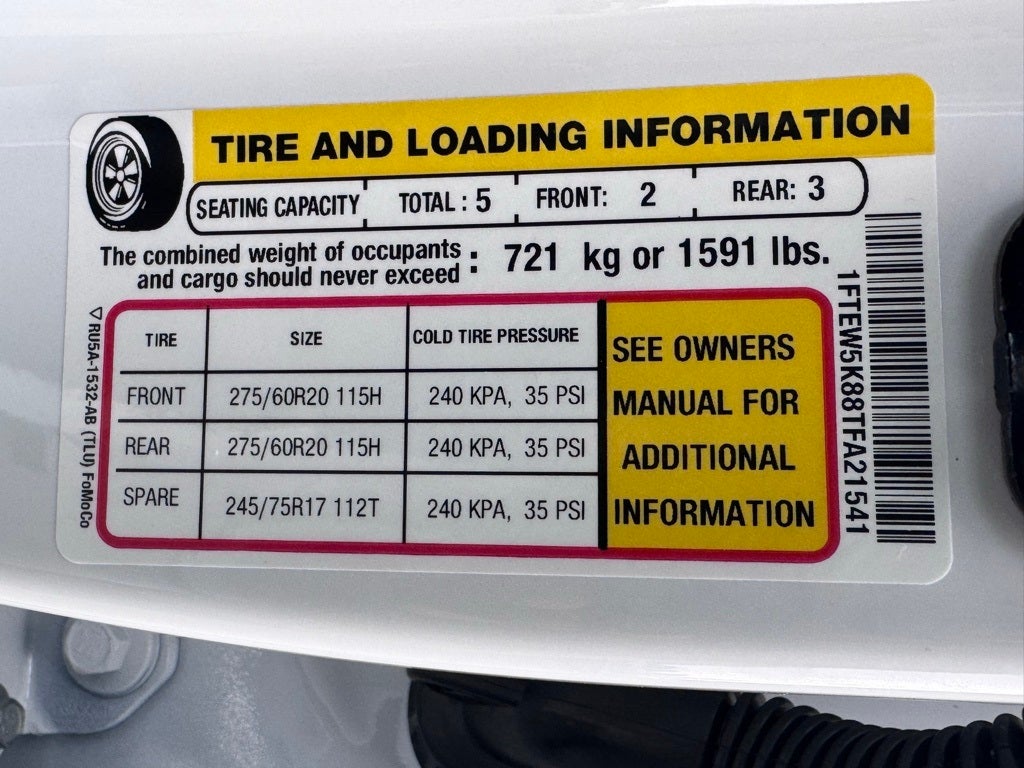 TIRE AND LOADING INFORMATION
SEATING CAPACITY TOTAL : 5 FRONT: 2 REAR: 3
The combined weight of occupants
and cargo should never exceed : 721 kg or 1591 lbs.
TIRE SIZE COLD TIRE PRESSURE
FRONT 275/60R20 115H 240 KPA, 35 PSI
REAR 275/60R20 115H 240 KPA, 35 PSI
SPARE 245/75R17 112T 240 KPA, 35 PSI
SEE OWNERS
MANUAL FOR
ADDITIONAL
INFORMATION
1FTEW5K88TFA21541
RU5A-1532-AB (TLU) FoMoCo